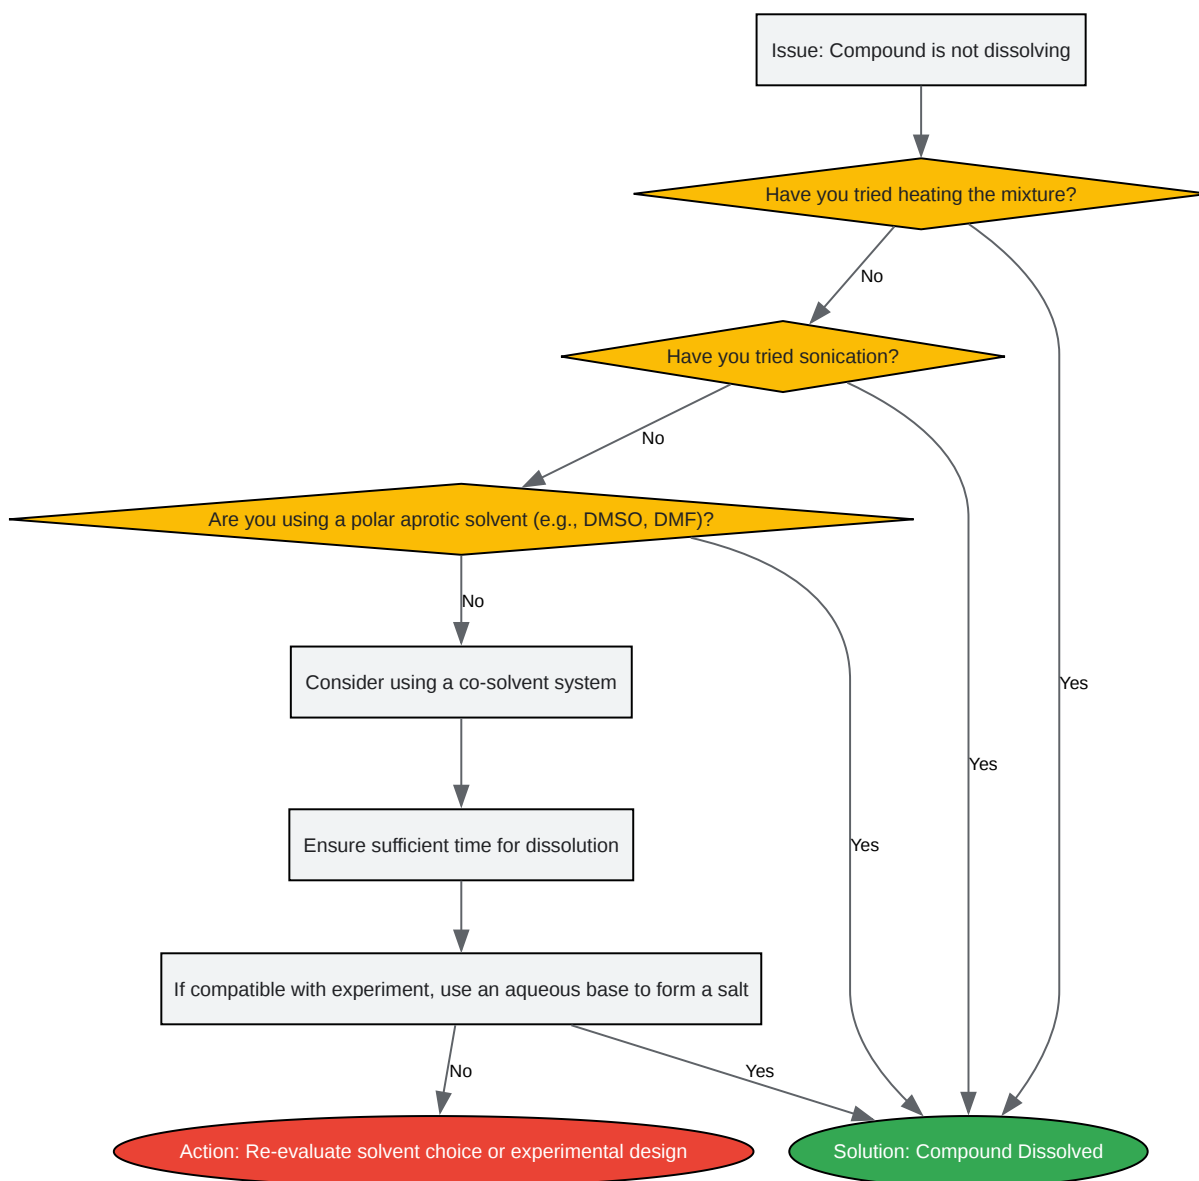 Issue: Compound is not dissolving
Have you tried heating the mixture?
No
Have you tried sonication?
No
Are you using a polar aprotic solvent (e.g., DMSO, DMF)?
No
Consider using a co-solvent system
Yes
Yes
Ensure sufficient time for dissolution
Yes
If compatible with experiment, use an aqueous base to form a salt
No
Yes
Action: Re-evaluate solvent choice or experimental design
Solution: Compound Dissolved